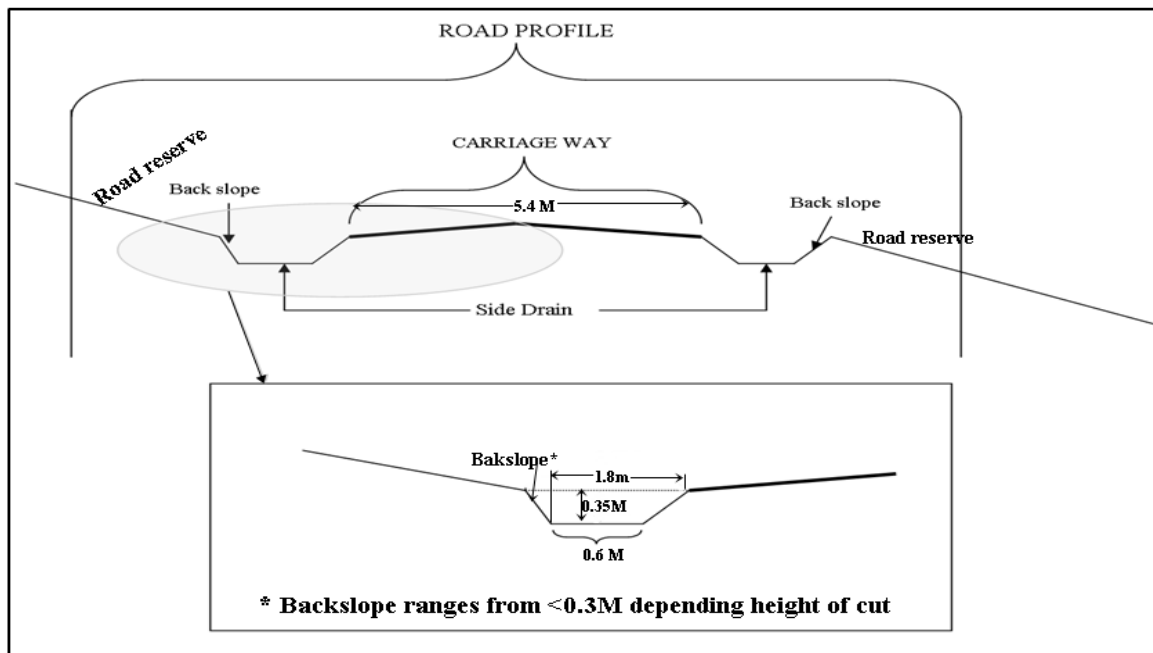 ROAD PROFILE
Road reserve
CARRIAGE WAY
Back slope
5.4 M
Back slope
Road reserve
Side Drain
Bakslope*
1.8m
0.35M
0.6 M
* Backslope ranges from <0.3M depending height of cut